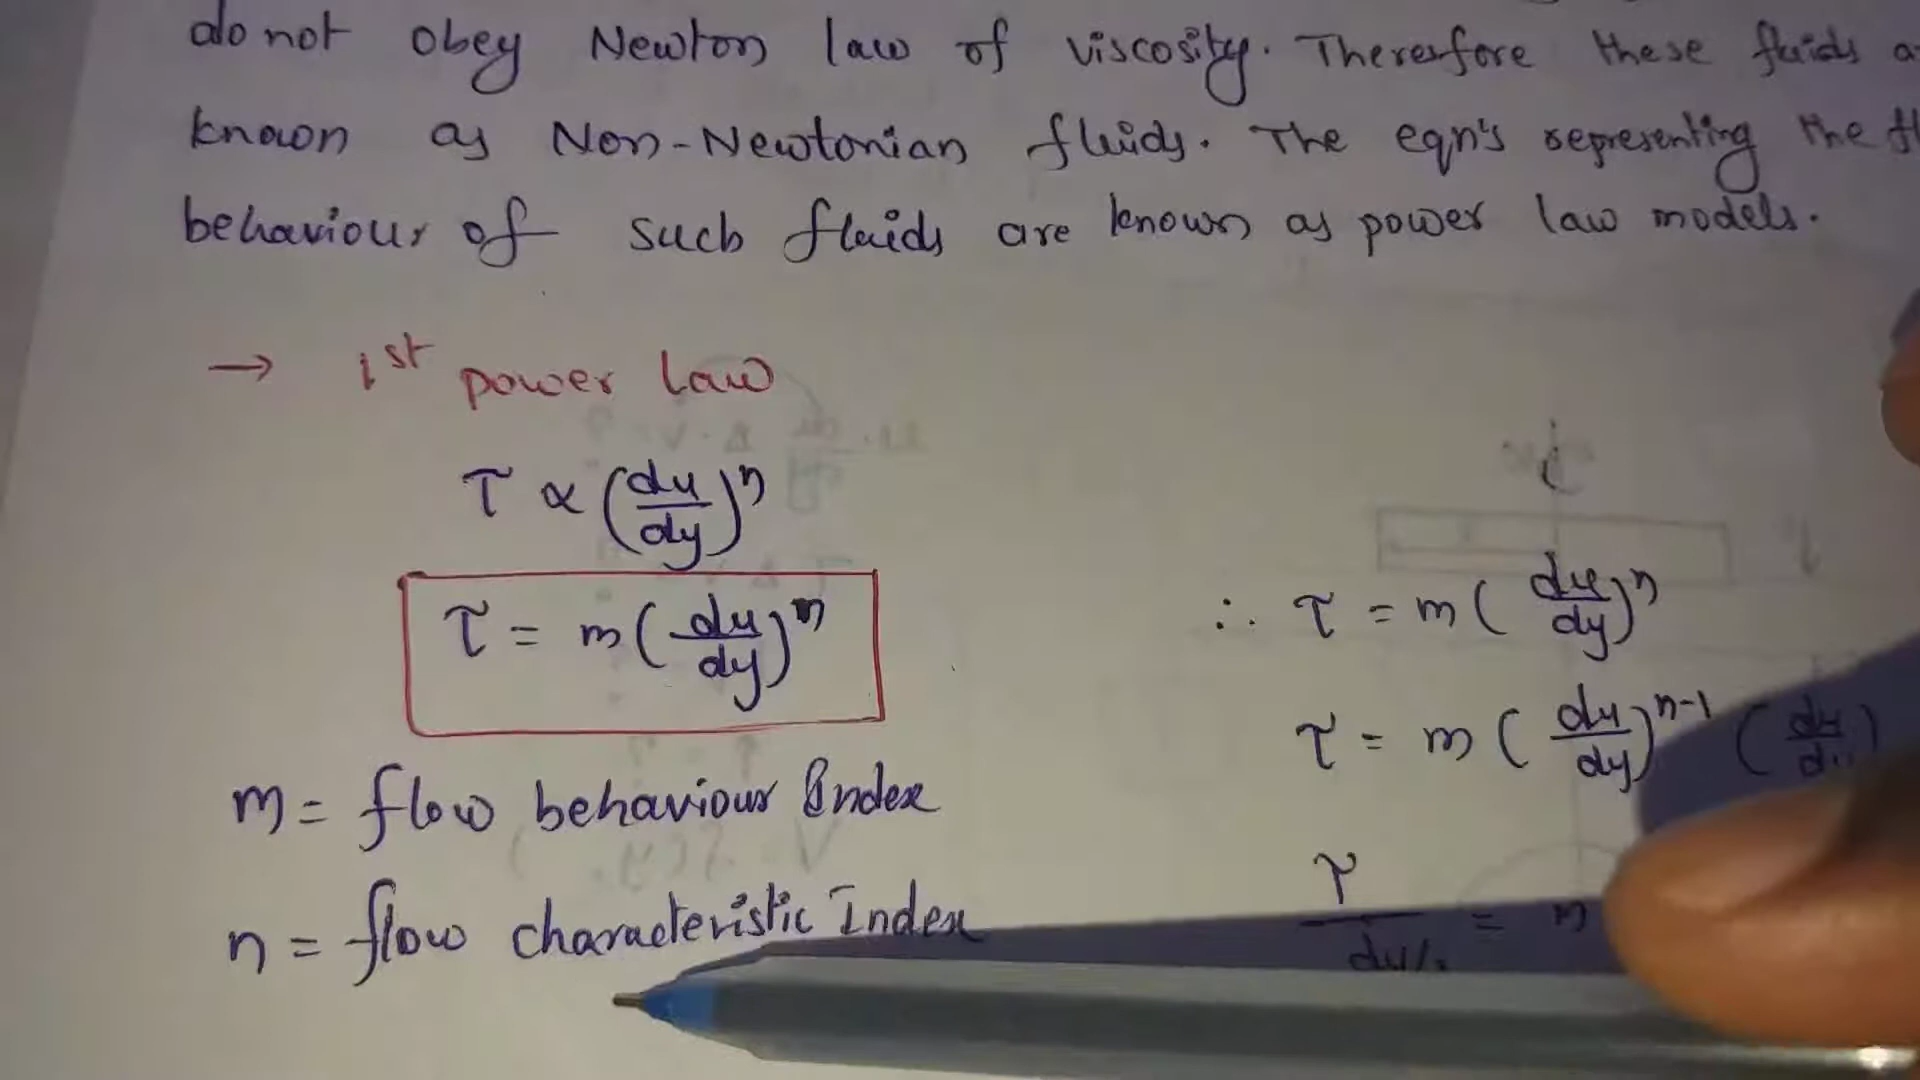 do not obey Newton law of viscosity. Therefore these fluids
known as Non-Newtonian fluids. The eqn's representing the
behaviour of such fluids are known as power law models.
→ 1st power law
τ ∝ (du/dy)^n
τ = m(du/dy)^n
m = flow behaviour Index
n = flow characteristic Index
∴ τ = m(du/dy)^n
τ = m(du/dy)^n-1 (du/
τ/du/ = m